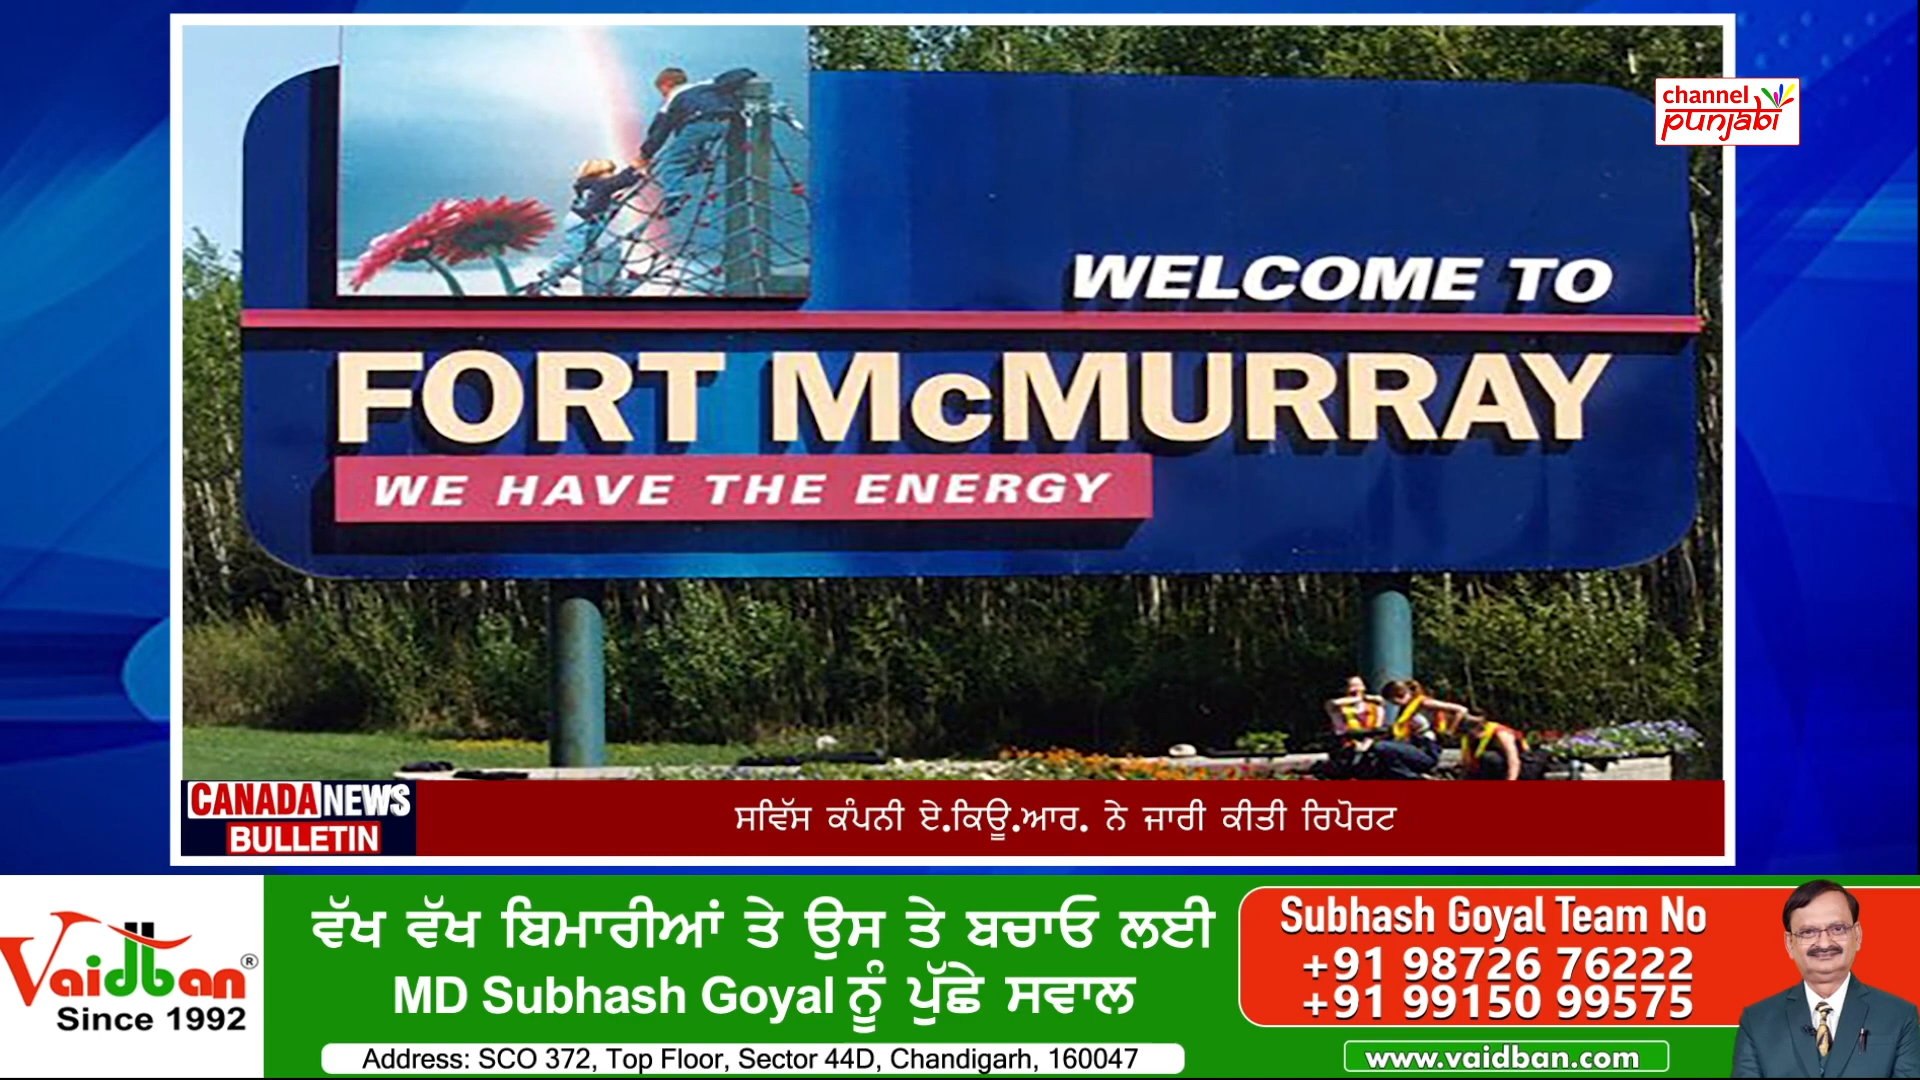 channel
punjabi
WELCOME TO
FORT McMURRAY
WE HAVE THE ENERGY
CANADA NEWS
BULLETIN
ਸਵਿੱਸ ਕੰਪਨੀ ਏ.ਕਿਊ.ਆਰ. ਨੇ ਜਾਰੀ ਕੀਤੀ ਰਿਪੋਰਟ
Vaidban®
Since 1992
ਵੱਖ ਵੱਖ ਬਿਮਾਰੀਆਂ ਤੇ ਉਸ ਤੇ ਬਚਾਓ ਲਈ
MD Subhash Goyal ਨੂੰ ਪੁੱਛੇ ਸਵਾਲ
Address: SCO 372, Top Floor, Sector 44D, Chandigarh, 160047
Subhash Goyal Team No
+91 98726 76222
+91 99150 99575
www.vaidban.com